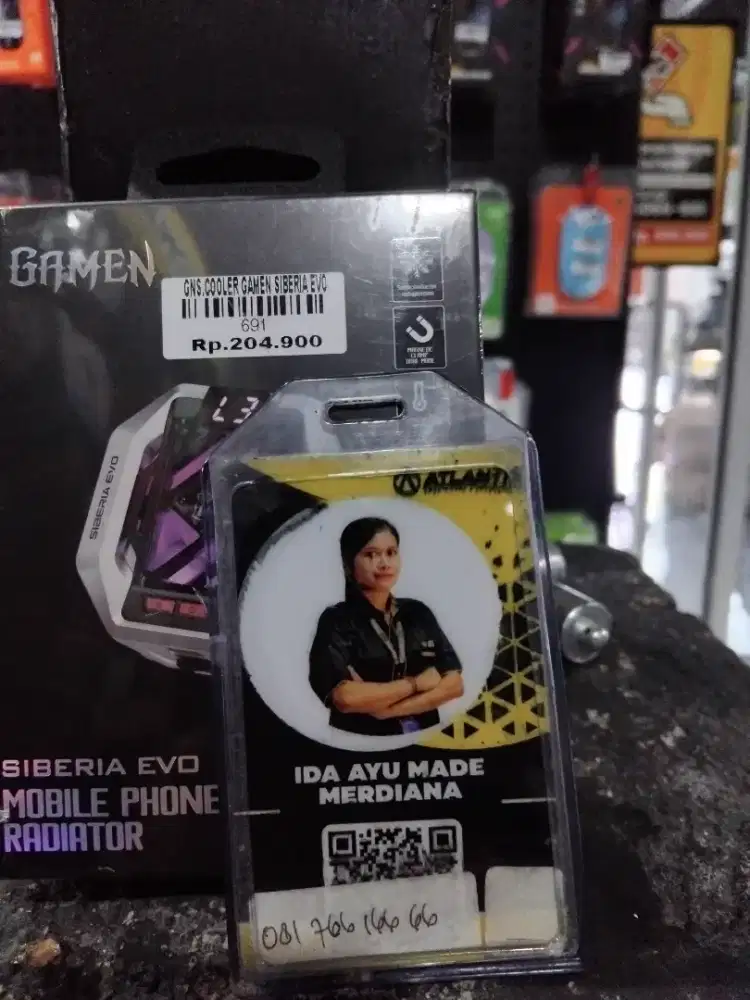 GAMEN
GNS.COOLER GAMEN SIBERIA EVO
691
Rp.204.900
SIBERIA EVO
ATLANT
IDA AYU MADE
MERDIANA
SIBERIA EVO
MOBILE PHONE
RADIATOR
081 766 166 66